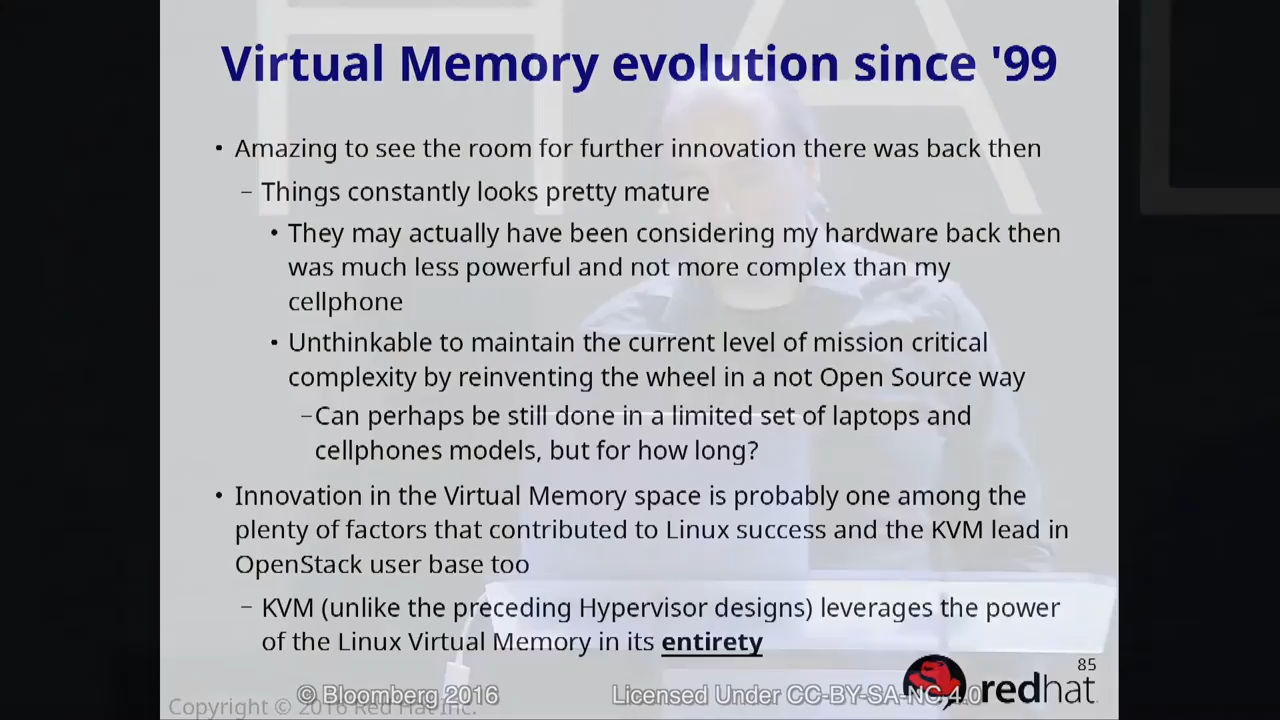 Virtual Memory evolution since '99
• Amazing to see the room for further innovation there was back then
– Things constantly looks pretty mature
• They may actually have been considering my hardware back then
was much less powerful and not more complex than my
cellphone
• Unthinkable to maintain the current level of mission critical
complexity by reinventing the wheel in a not Open Source way
–Can perhaps be still done in a limited set of laptops and
cellphones models, but for how long?
• Innovation in the Virtual Memory space is probably one among the
plenty of factors that contributed to Linux success and the KVM lead in
OpenStack user base too
– KVM (unlike the preceding Hypervisor designs) leverages the power
of the Linux Virtual Memory in its entirety
85
redhat.
© Bloomberg 2016 Licensed Under CC-BY-SA-NC 4.0
Copyright © 2016 Red Hat Inc.